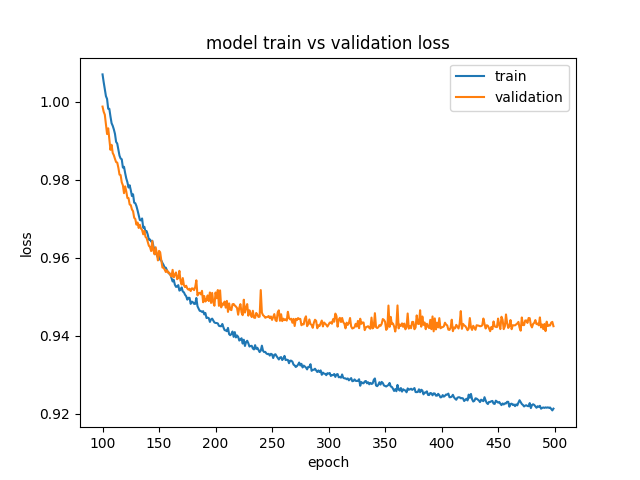 model train vs validation loss
train
validation
1.00
0.98
0.96
0.94
0.92
loss
100 150 200 250 300 350 400 450 500
epoch